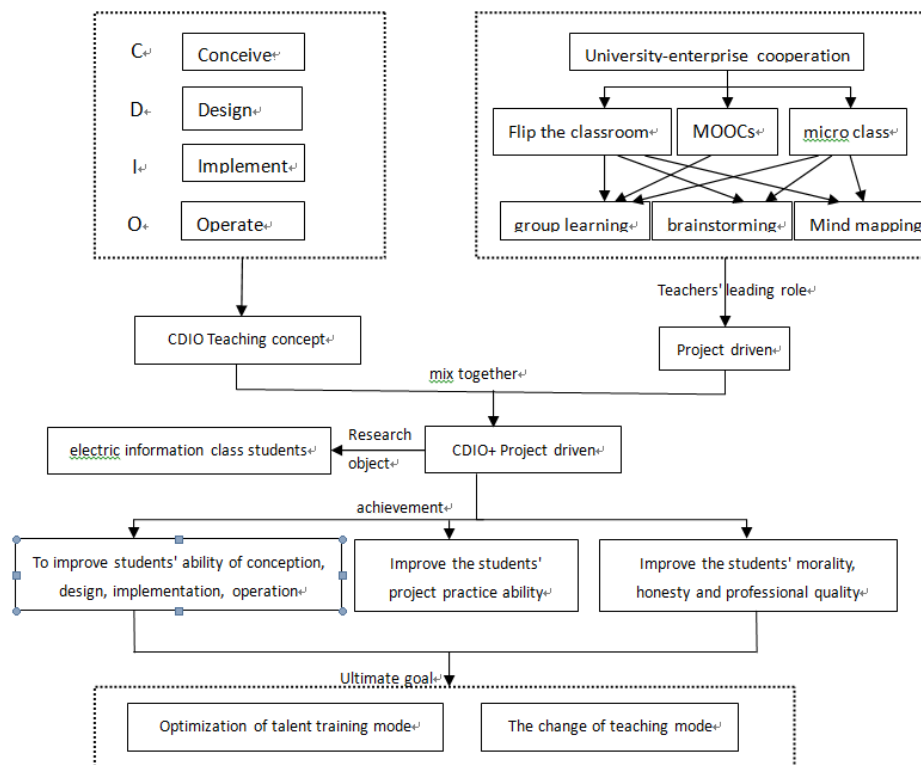 C Conceive
D Design
I Implement
O Operate
University-enterprise cooperation
Flip the classroom
MOOCs
micro class
group learning
brainstorming
Mind mapping
Teachers' leading role
CDIO Teaching concept
Project driven
mix together
electric information class students
Research
object
CDIO+ Project driven
achievement
To improve students' ability of conception,
design, implementation, operation
Improve the students'
project practice ability
Improve the students' morality,
honesty and professional quality
Ultimate goal
Optimization of talent training mode
The change of teaching mode